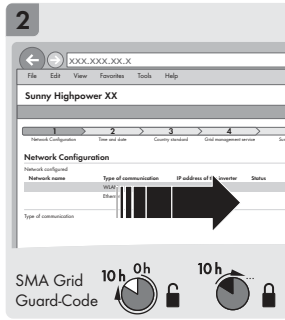 2
XXX.XXX.XX.X
File Edit View Favorites Tools Help
Sunny Highpower XX
1 2 3 4
Network Configuration Time and date Country standard Grid management service
Network Configuration
Network configured
Network name Type of communication IP address of the inverter Status
WLAN
Type of communication
SMA Grid
Guard-Code
10 h 0h 10 h ...